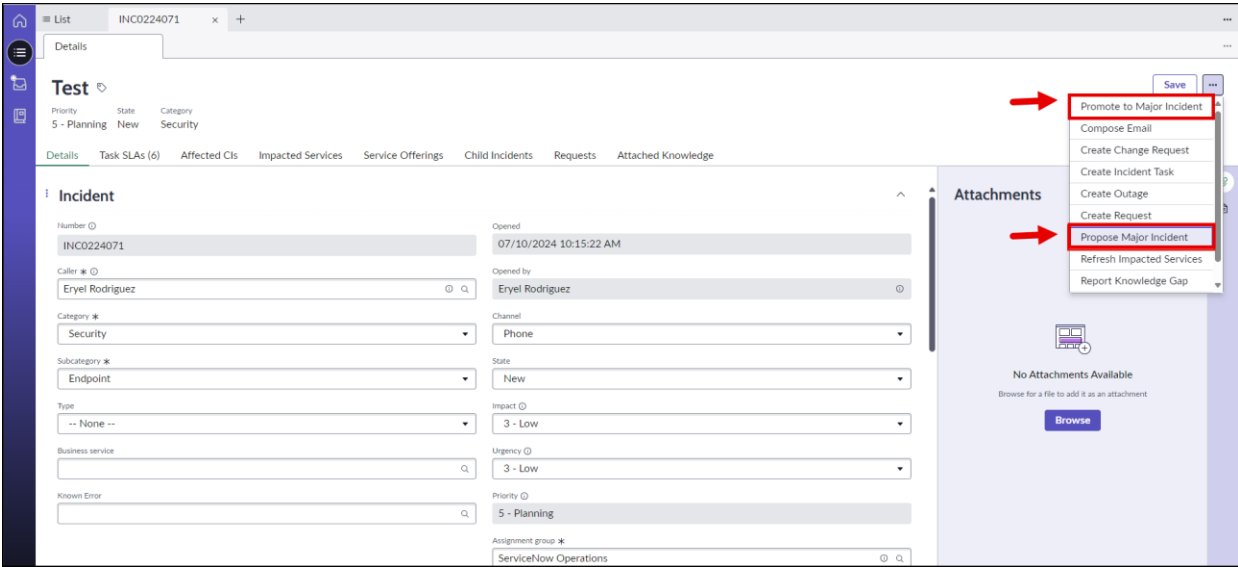 List
INC0224071
×
+
Details
Test
Priority State Category
5 - Planning New Security
Save
Promote to Major Incident
Compose Email
Create Change Request
Create Incident Task
Create Outage
Create Request
Propose Major Incident
Refresh Impacted Services
Report Knowledge Gap
Details Task SLAs (6) Affected CIs Impacted Services Service Offerings Child Incidents Requests Attached Knowledge
Incident
Number
INC0224071
Caller *
Eryel Rodriguez
Category *
Security
Subcategory *
Endpoint
Type
-- None --
Business service
Known Error
Opened
07/10/2024 10:15:22 AM
Opened by
Eryel Rodriguez
Channel
Phone
State
New
Impact
3 - Low
Urgency
3 - Low
Priority
5 - Planning
Assignment group *
ServiceNow Operations
Attachments
No Attachments Available
Browse for a file to add it as an attachment
Browse